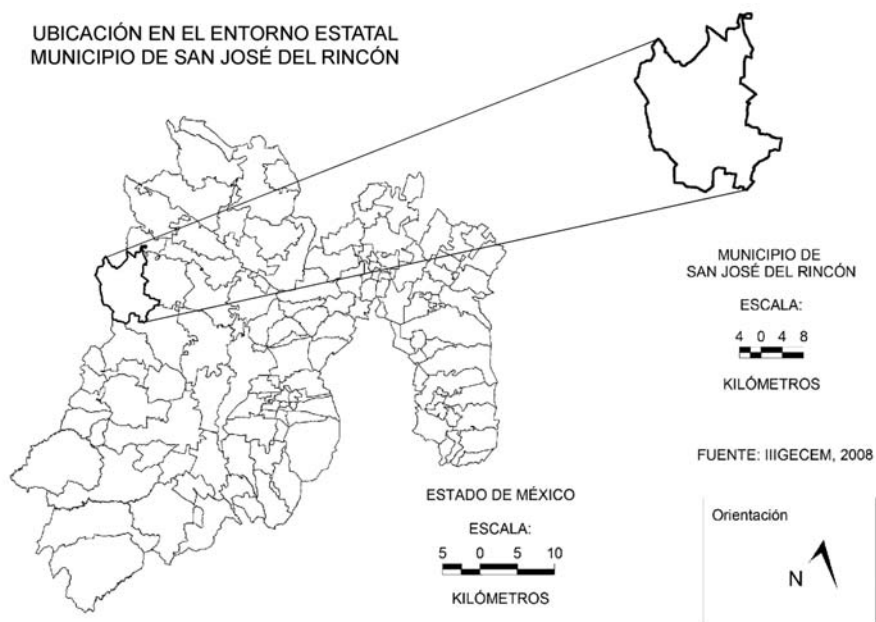 UBICACIÓN EN EL ENTORNO ESTATAL
MUNICIPIO DE SAN JOSÉ DEL RINCÓN
MUNICIPIO DE
SAN JOSÉ DEL RINCÓN
ESCALA:
4 0 4 8
KILÓMETROS
FUENTE: IIIGECEM, 2008
ESTADO DE MÉXICO
ESCALA:
5 0 5 10
KILÓMETROS
Orientación
N